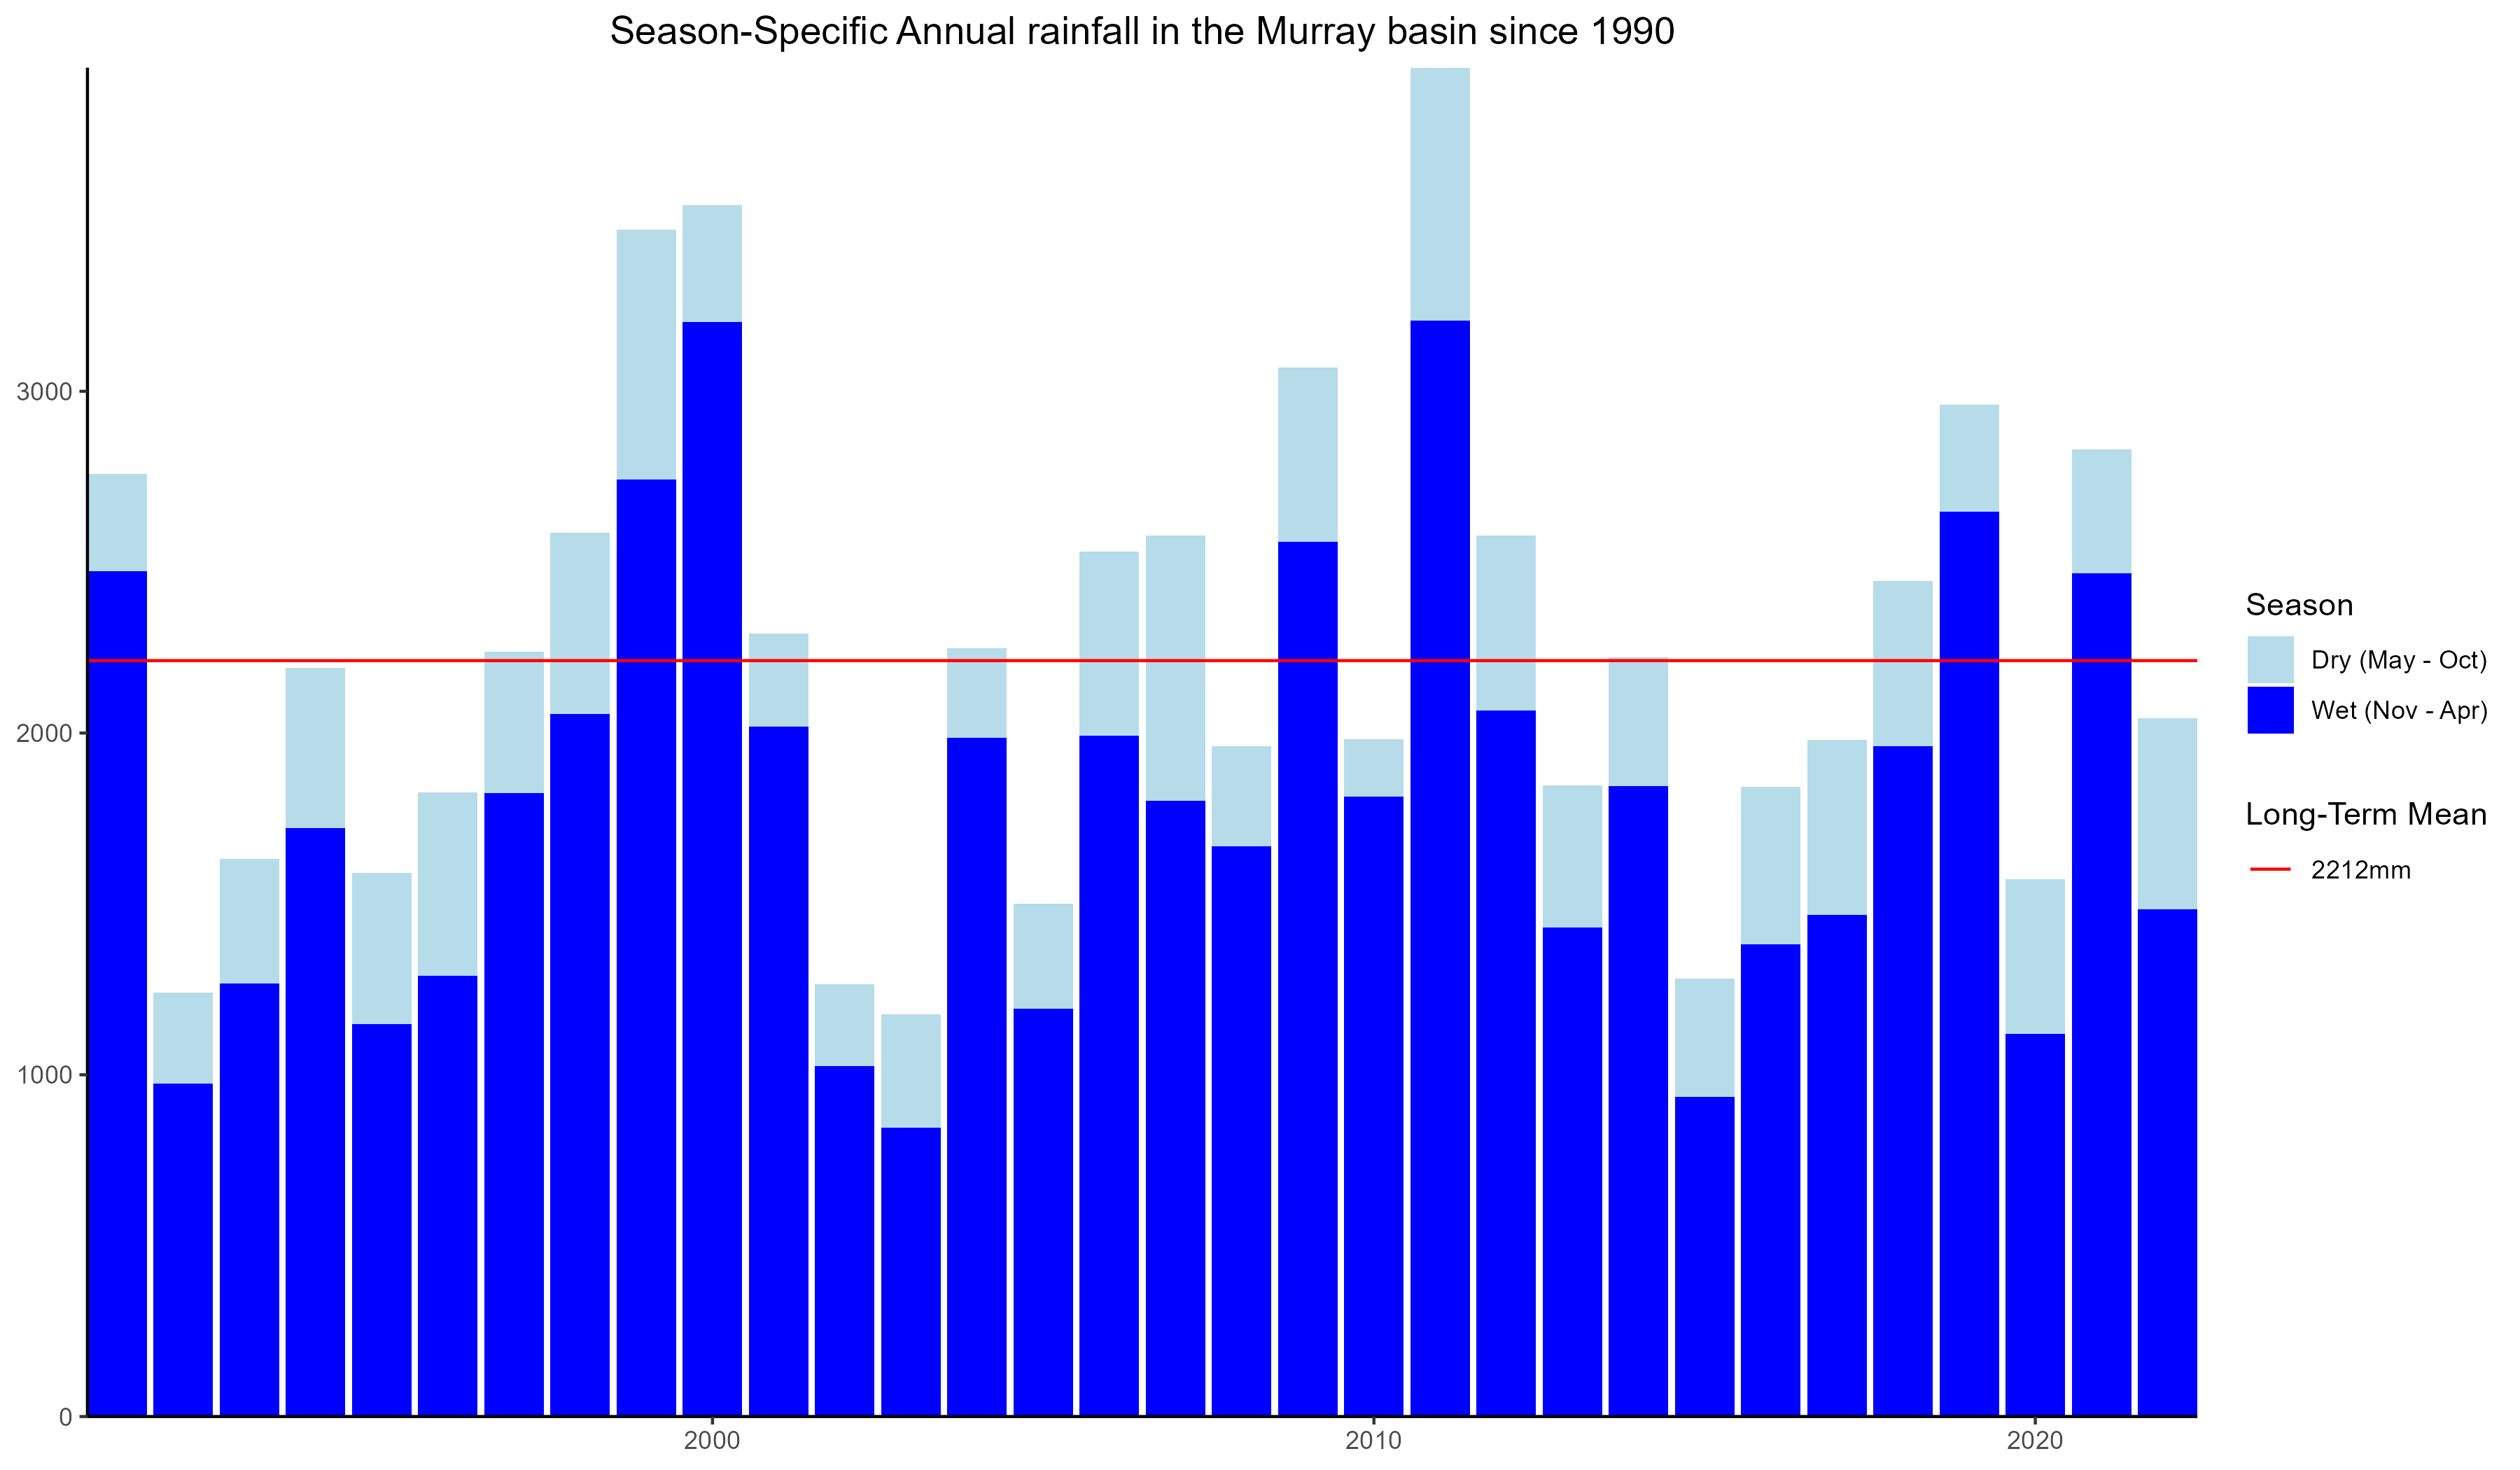 Season-Specific Annual rainfall in the Murray basin since 1990
3000
2000
1000
0
2000
2010
2020
Season
Dry (May - Oct)
Wet (Nov - Apr)
Long-Term Mean
2212mm